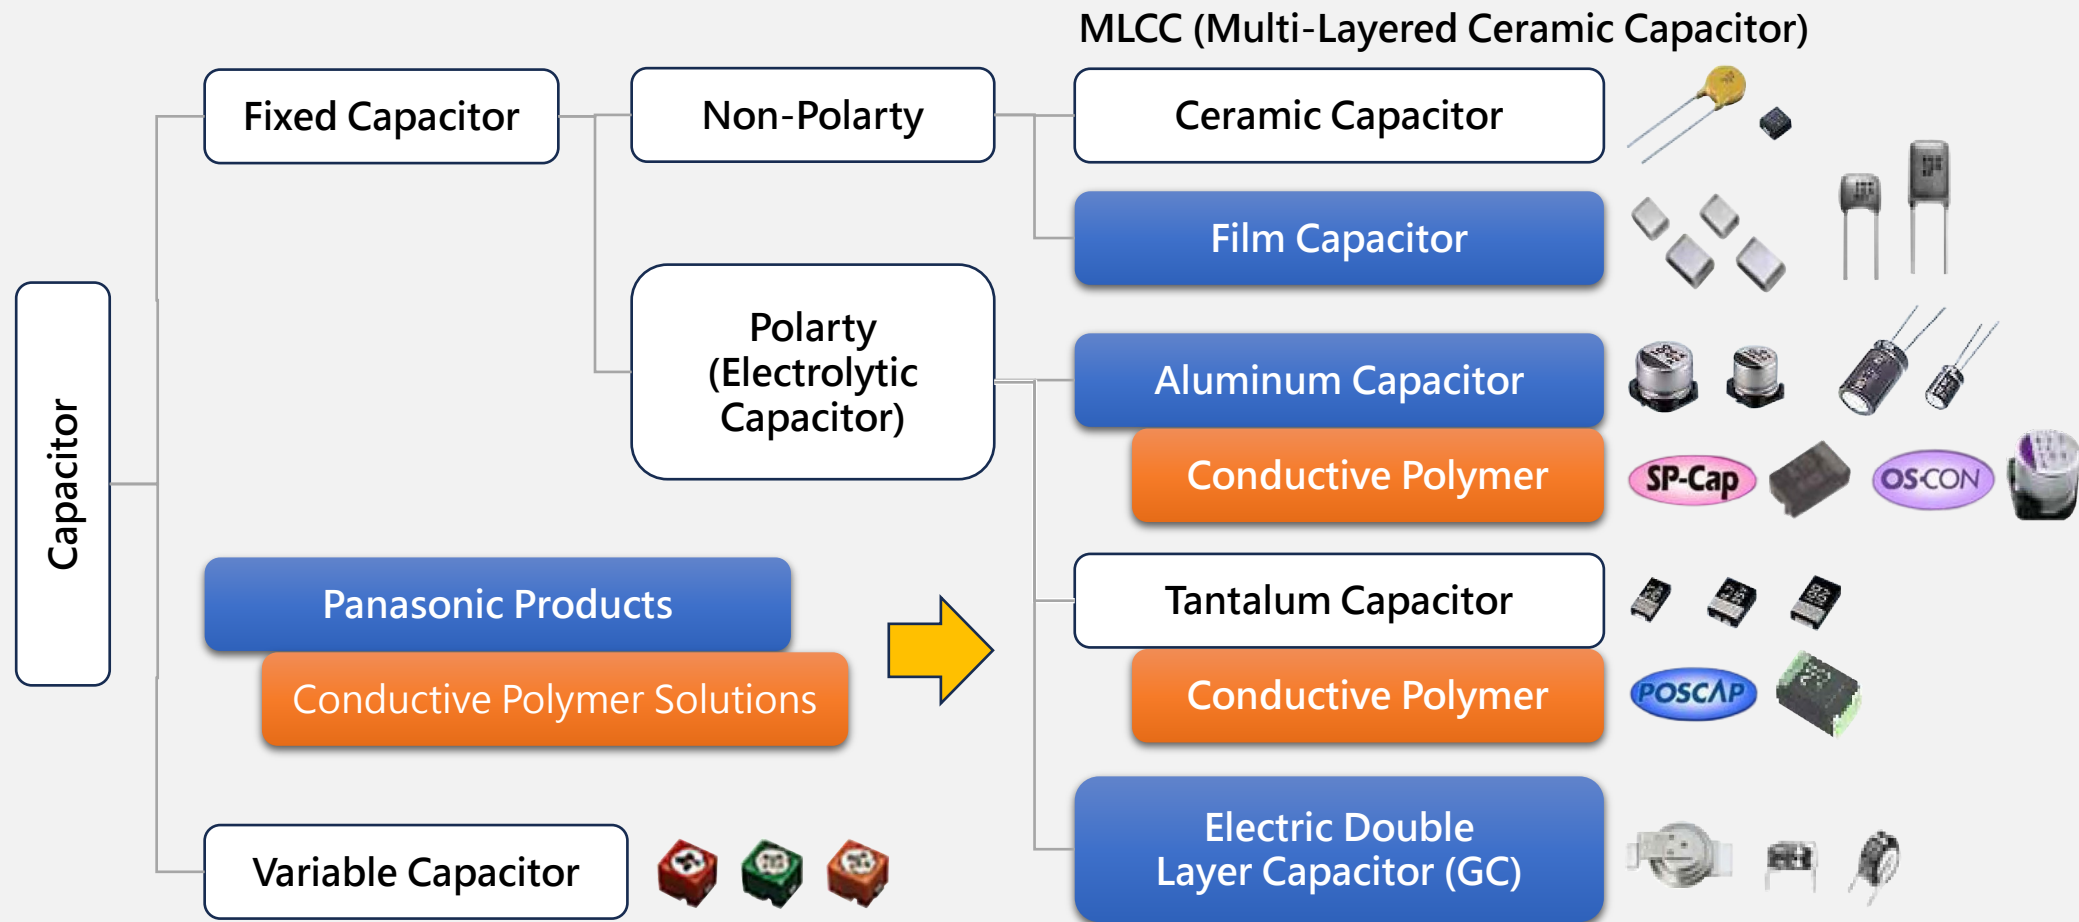 MLCC (Multi-Layered Ceramic Capacitor)
Fixed Capacitor
Non-Polarty
Ceramic Capacitor
Film Capacitor
Polarty
(Electrolytic
Capacitor)
Aluminum Capacitor
Conductive Polymer
SP-Cap
OS-CON
Capacitor
Panasonic Products
Conductive Polymer Solutions
Tantalum Capacitor
Conductive Polymer
POSCAP
Electric Double
Layer Capacitor (GC)
Variable Capacitor